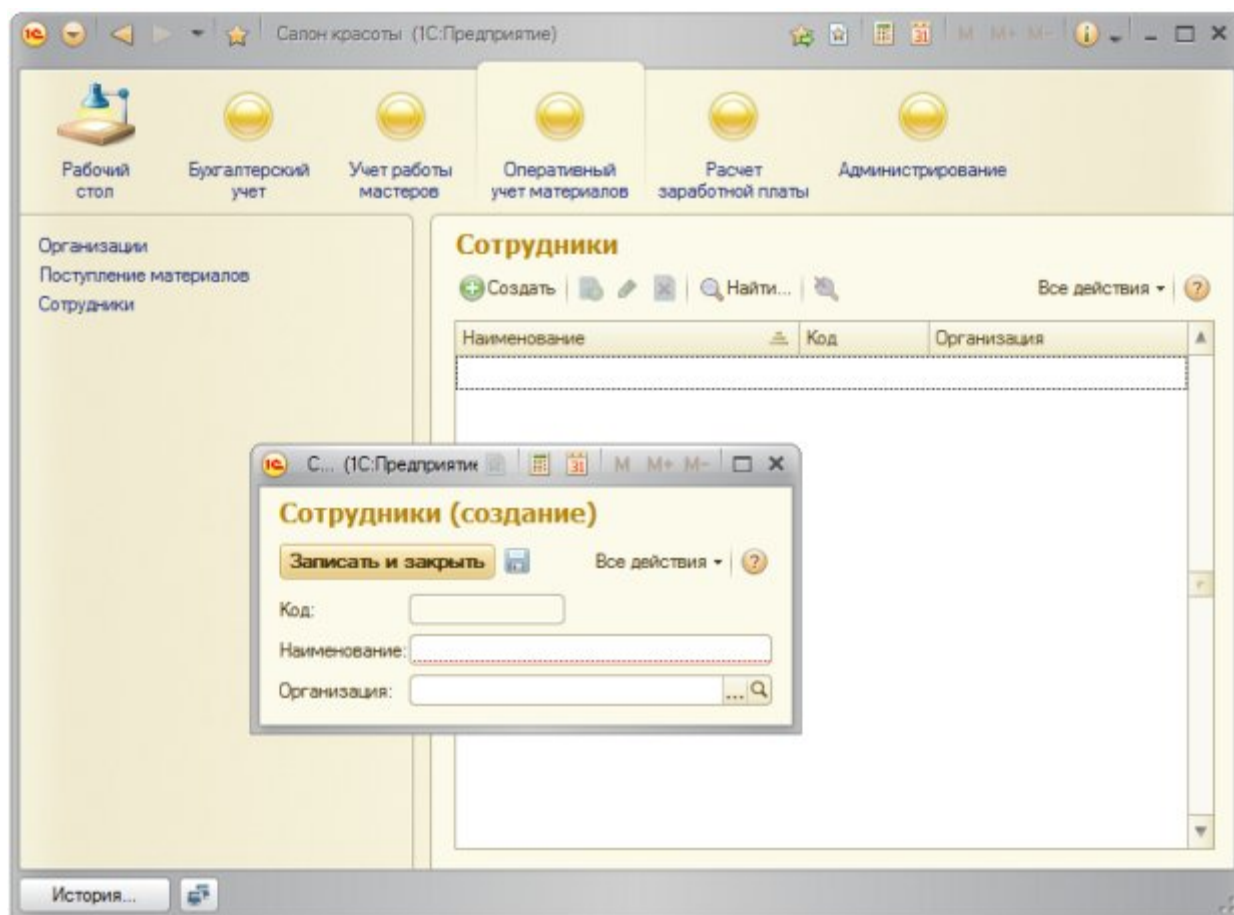 Салон красоты (1С:Предприятие)
31 M M+ M-
Рабочий стол
Бухгалтерский учет
Учет работы мастеров
Оперативный учет материалов
Расчет заработной платы
Администрирование
Организации
Поступление материалов
Сотрудники
Сотрудники
Создать Найти... Все действия ?
Наименование Код Организация
С... (1С:Предприятие 31 M M+ M-
Сотрудники (создание)
Записать и закрыть Все действия ?
Код:
Наименование:
Организация: ...
История...